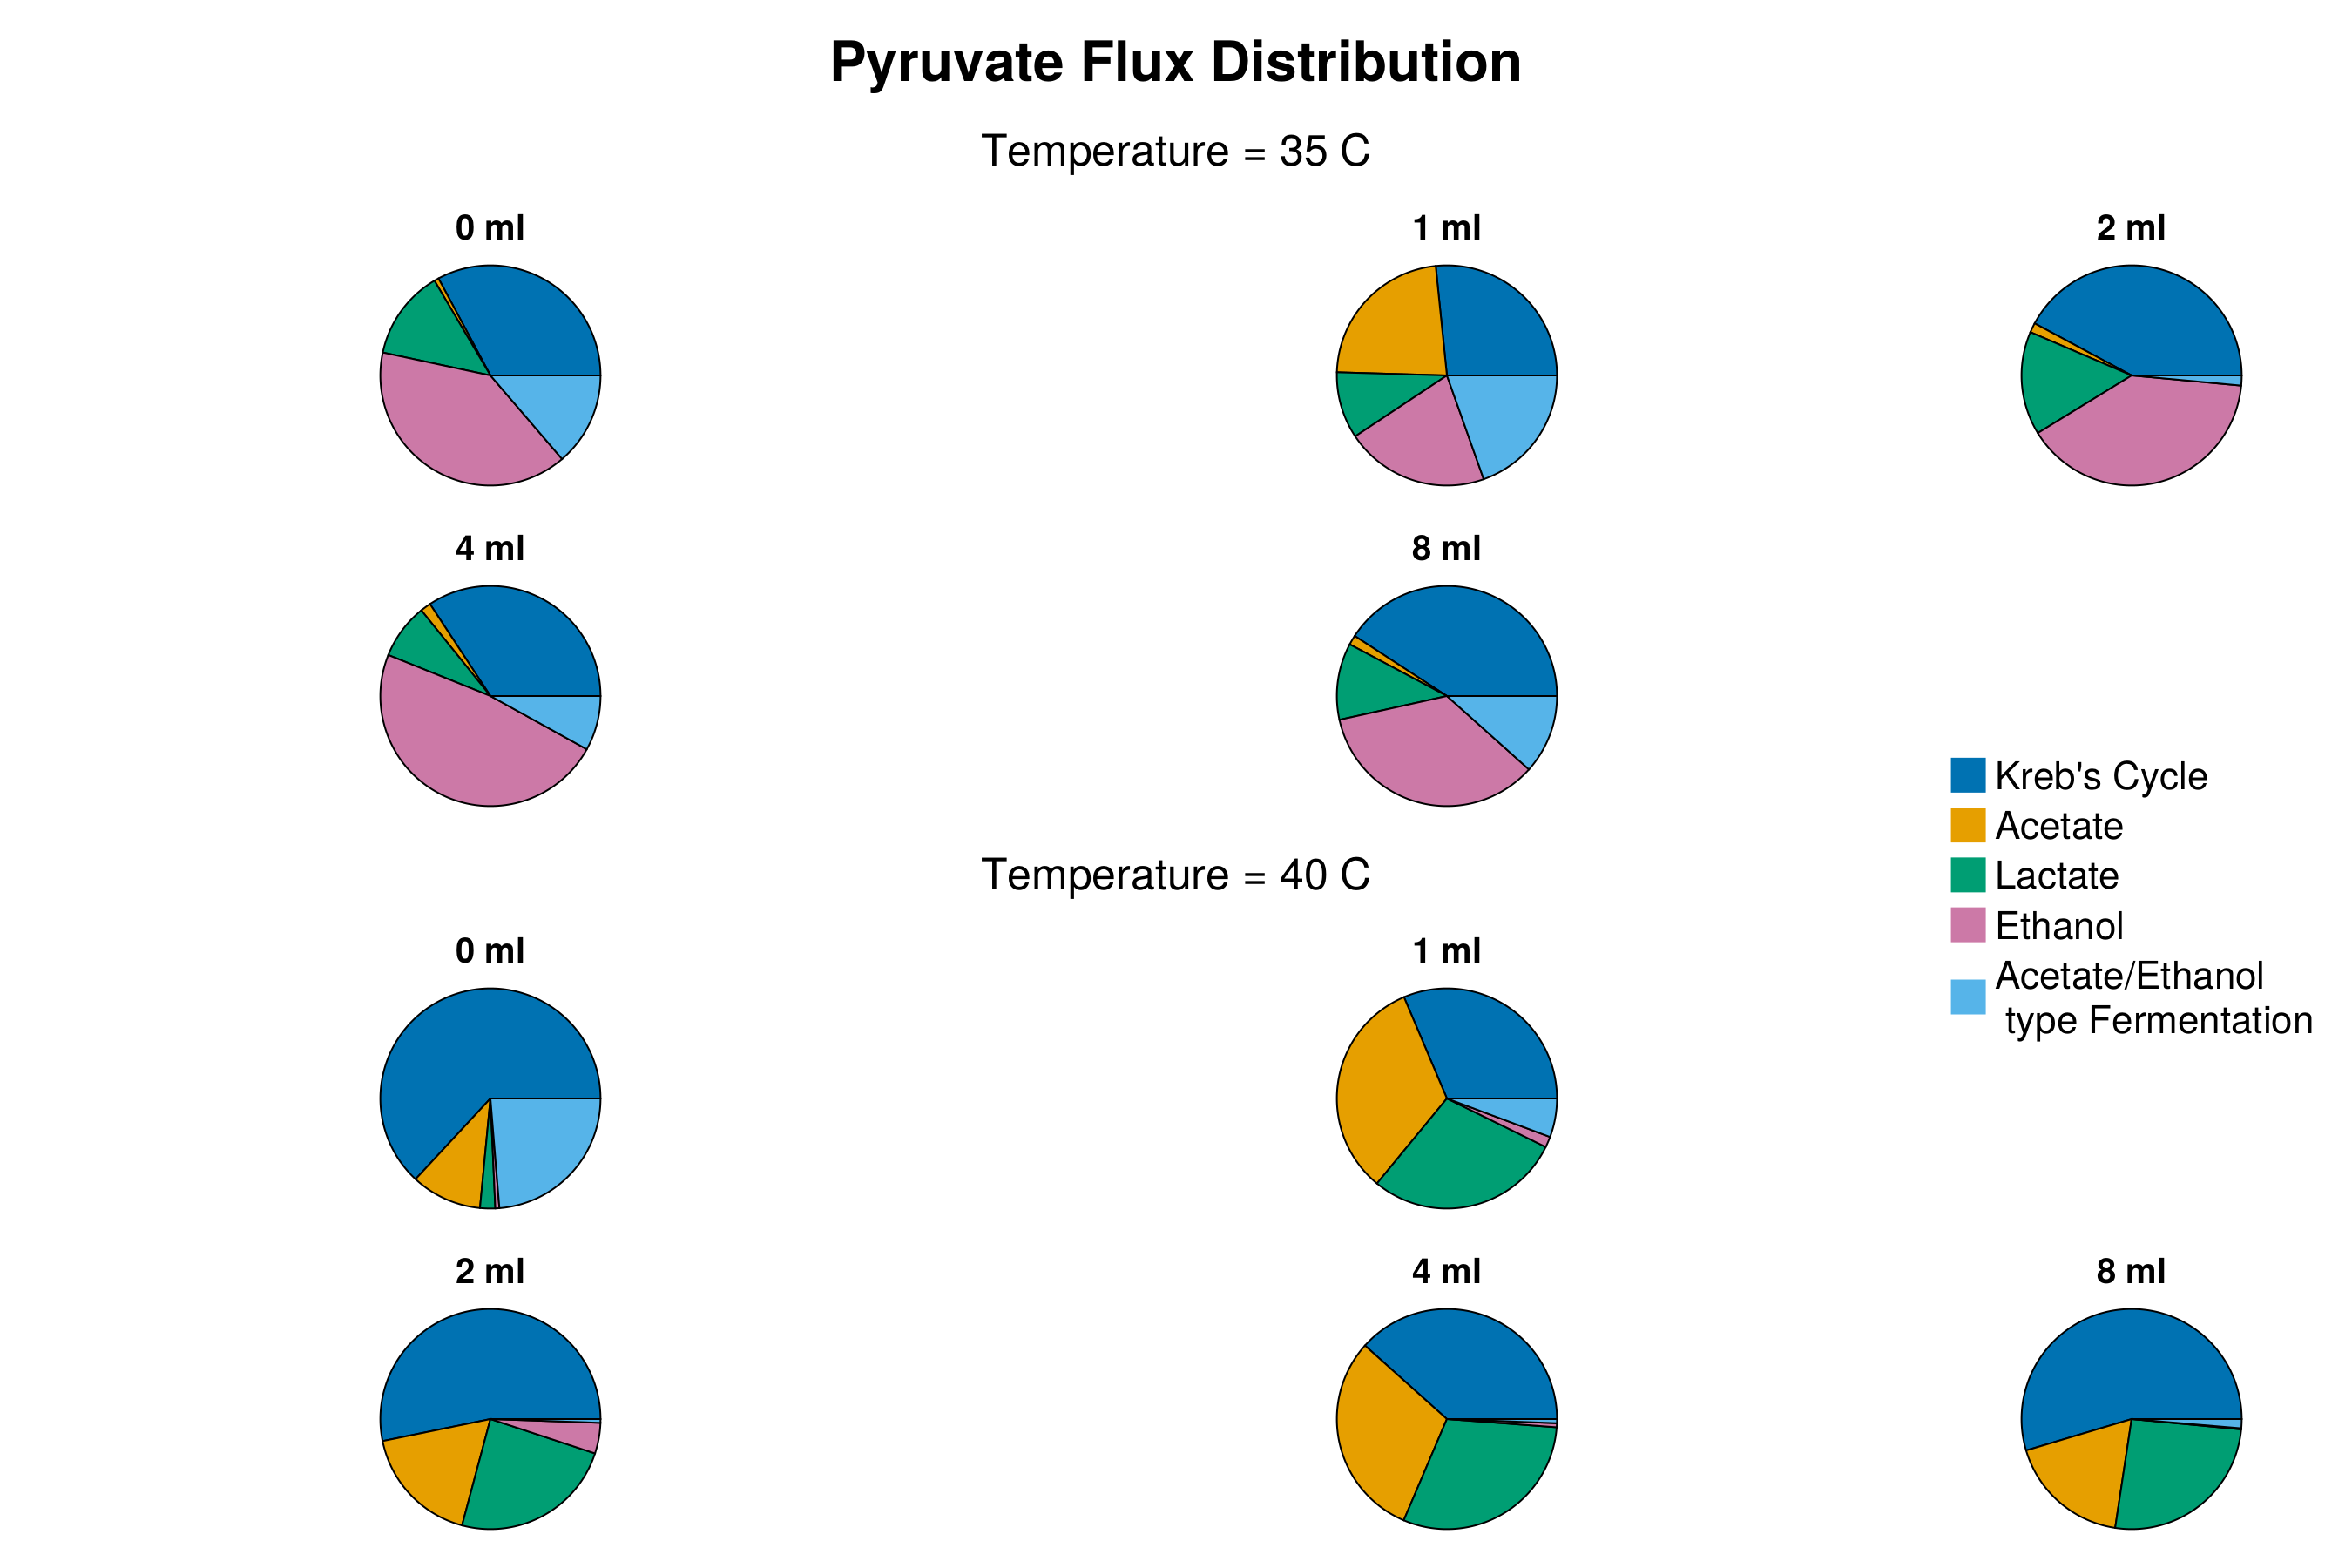 Pyruvate Flux Distribution
Temperature = 35 C
0 ml
1 ml
2 ml
4 ml
8 ml
Kreb's Cycle
Acetate
Lactate
Ethanol
Acetate/Ethanol
type Fermentation
Temperature = 40 C
0 ml
1 ml
2 ml
4 ml
8 ml